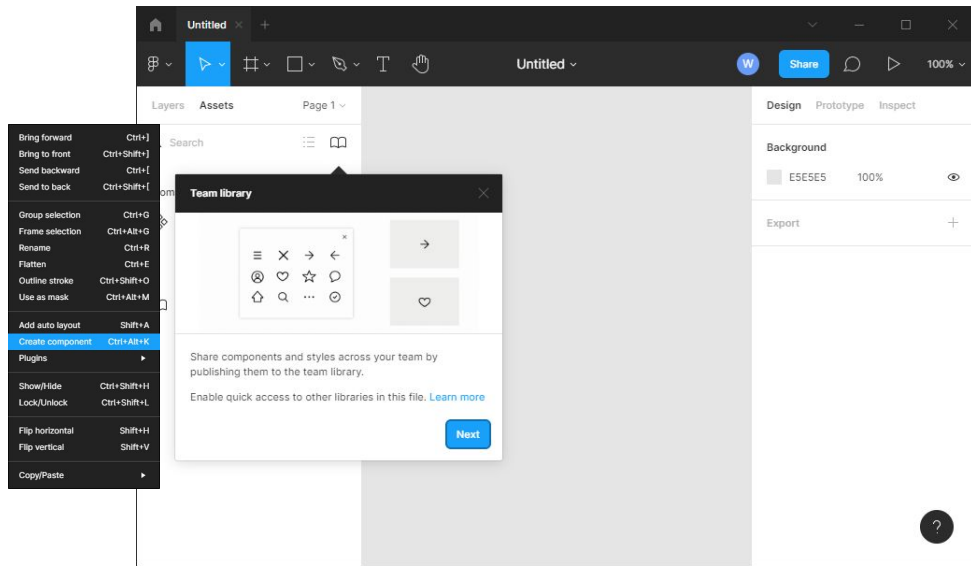 Untitled
Untitled
W
Share
100%
Layers Assets Page 1
Design Prototype Inspect
Search
Background
E5E5E5 100%
Export
Bring forward Ctrl+]
Bring to front Ctrl+Shift+]
Send backward Ctrl+[
Send to back Ctrl+Shift+[
Group selection Ctrl+G
Frame selection Ctrl+Alt+G
Rename Ctrl+R
Flatten Ctrl+E
Outline stroke Ctrl+Shift+O
Use as mask Ctrl+Alt+M
Add auto layout Shift+A
Create component Ctrl+Alt+K
Plugins
Show/Hide Ctrl+Shift+H
Lock/Unlock Ctrl+Shift+L
Flip horizontal Shift+H
Flip vertical Shift+V
Copy/Paste
om
Team library
Share components and styles across your team by
publishing them to the team library.
Enable quick access to other libraries in this file. Learn more
Next
?